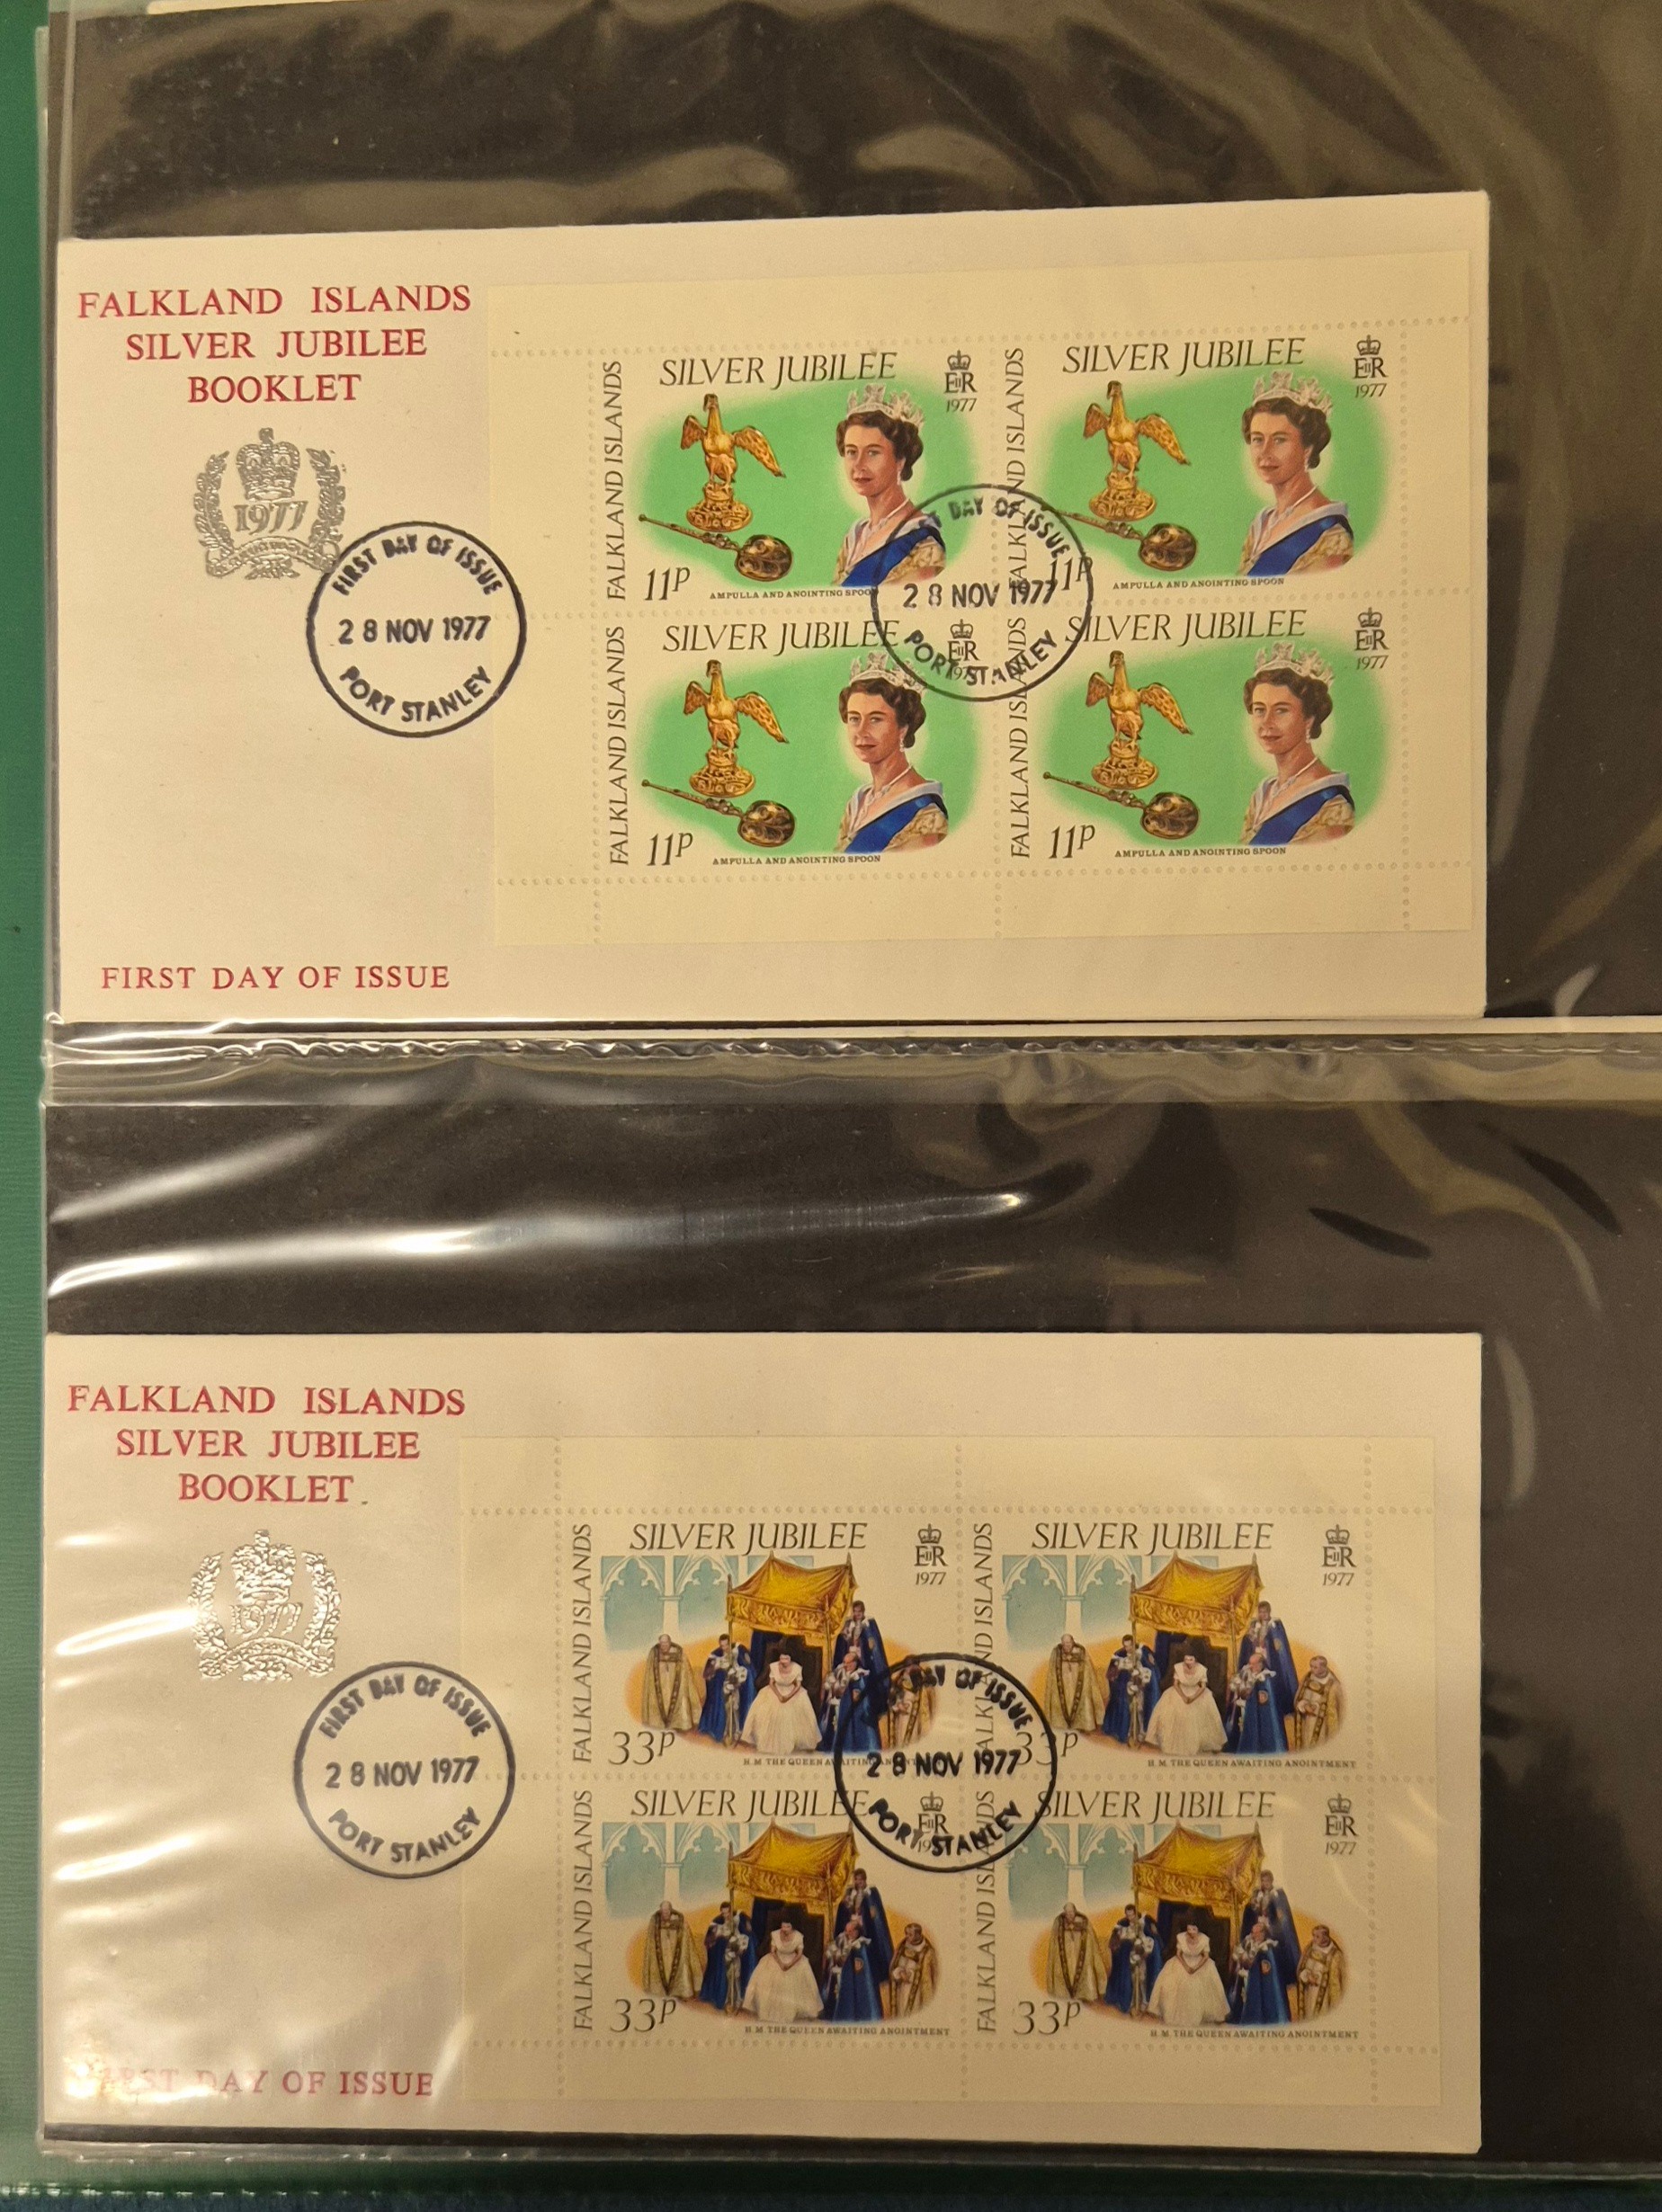 FALKLAND ISLANDS
SILVER JUBILEE
BOOKLET
1977
FIRST DAY OF ISSUE
28 NOV 1977
PORT STANLEY
FIRST DAY OF ISSUE
FALKLAND ISLANDS
SILVER JUBILEE
EIIR
1977
11P
AMPULLA AND ANOINTING SPOON
FALKLAND ISLANDS
SILVER JUBILEE
EIIR
1977
11P
AMPULLA AND ANOINTING SPOON
DAY OF ISSUE
28 NOV 1977
PORT STANLEY
FALKLAND ISLANDS
SILVER JUBILEE
EIIR
1977
11P
AMPULLA AND ANOINTING SPOON
FALKLAND ISLANDS
SILVER JUBILEE
EIIR
1977
11P
AMPULLA AND ANOINTING SPOON
FALKLAND ISLANDS
SILVER JUBILEE
BOOKLET
1977
FIRST DAY OF ISSUE
28 NOV 1977
PORT STANLEY
FIRST DAY OF ISSUE
FALKLAND ISLANDS
SILVER JUBILEE
EIIR
1977
33P
H.M. THE QUEEN AWAITING
FALKLAND ISLANDS
SILVER JUBILEE
EIIR
1977
33P
H.M. THE QUEEN AWAITING ANOINTMENT
DAY OF ISSUE
28 NOV 1977
PORT STANLEY
FALKLAND ISLANDS
SILVER JUBILEE
EIIR
33P
H.M. THE QUEEN AWAITING ANOINTMENT
FALKLAND ISLANDS
SILVER JUBILEE
EIIR
1977
33P
H.M. THE QUEEN AWAITING ANOINTMENT